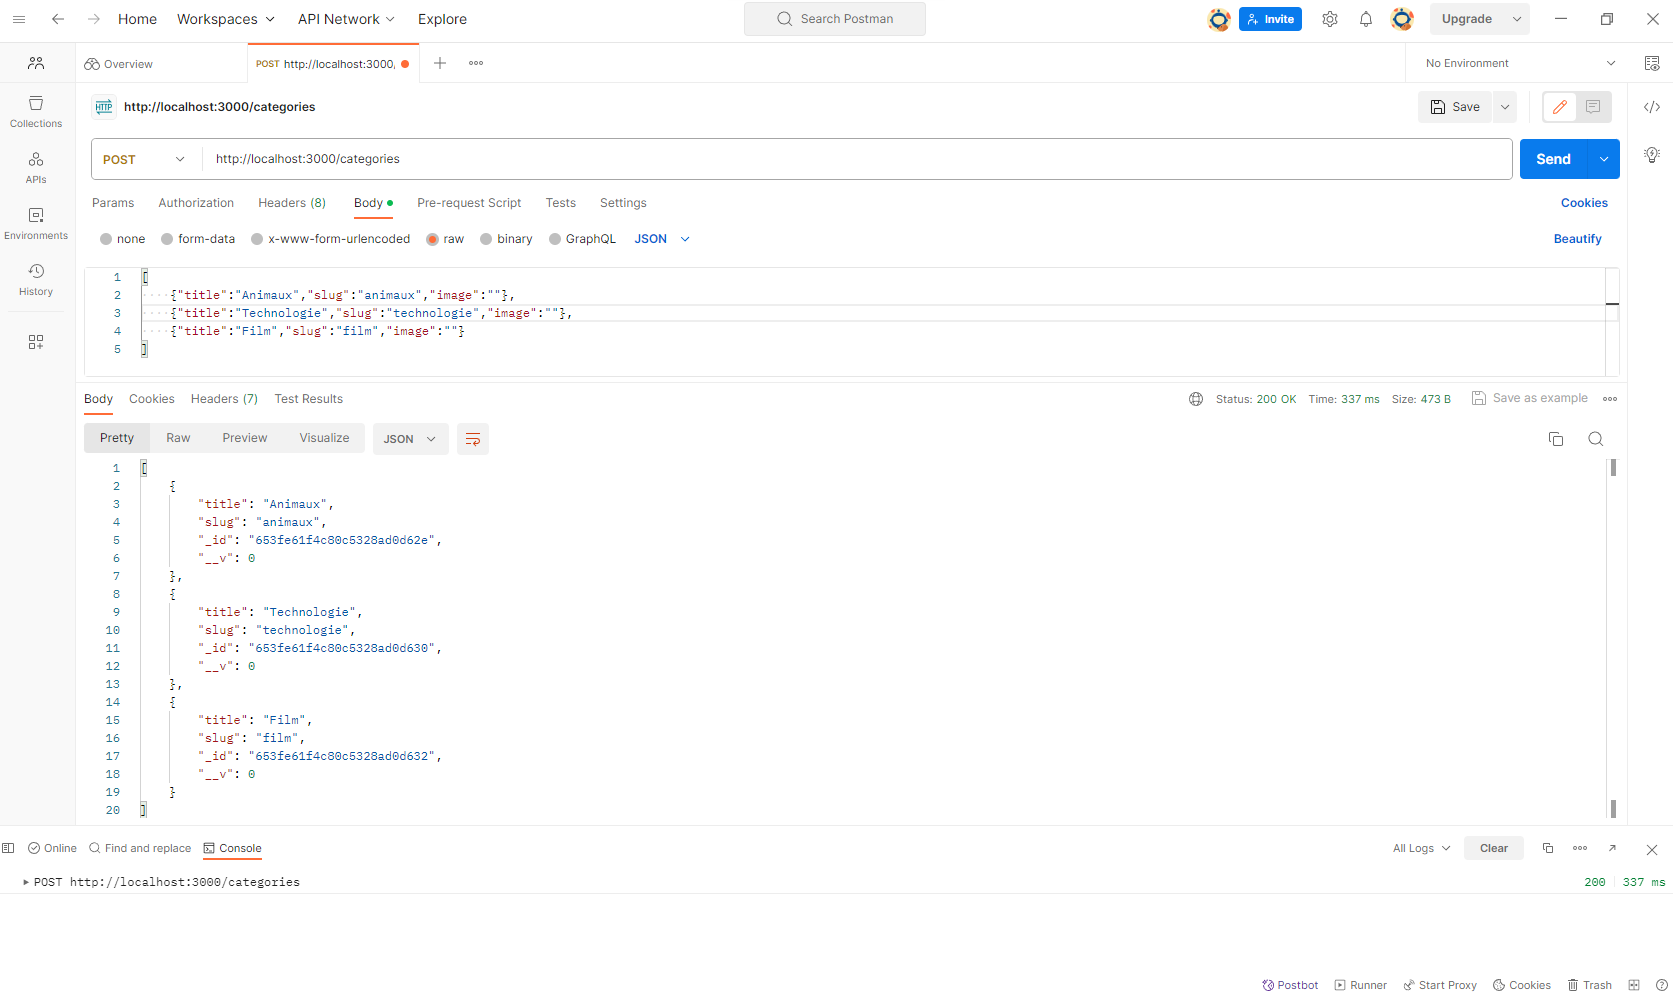 Home Workspaces API Network Explore Search Postman Invite Upgrade
Overview POST http://localhost:3000, No Environment
HTTP http://localhost:3000/categories Save
Collections
APIs
Environments
History
POST http://localhost:3000/categories Send
Params Authorization Headers (8) Body Pre-request Script Tests Settings Cookies
none form-data x-www-form-urlencoded raw binary GraphQL JSON Beautify
1 [
2 ····{"title":"Animaux","slug":"animaux","image":""},
3 ····{"title":"Technologie","slug":"technologie","image":""},
4 ····{"title":"Film","slug":"film","image":""}
5 ]
Body Cookies Headers (7) Test Results Status: 200 OK Time: 337 ms Size: 473 B Save as example
Pretty Raw Preview Visualize JSON
1 [
2 {
3 "title": "Animaux",
4 "slug": "animaux",
5 "_id": "653fe61f4c80c5328ad0d62e",
6 "__v": 0
7 },
8 {
9 "title": "Technologie",
10 "slug": "technologie",
11 "_id": "653fe61f4c80c5328ad0d630",
12 "__v": 0
13 },
14 {
15 "title": "Film",
16 "slug": "film",
17 "_id": "653fe61f4c80c5328ad0d632",
18 "__v": 0
19 }
20 ]
Online Find and replace Console All Logs Clear
POST http://localhost:3000/categories 200 337 ms
Postbot Runner Start Proxy Cookies Trash